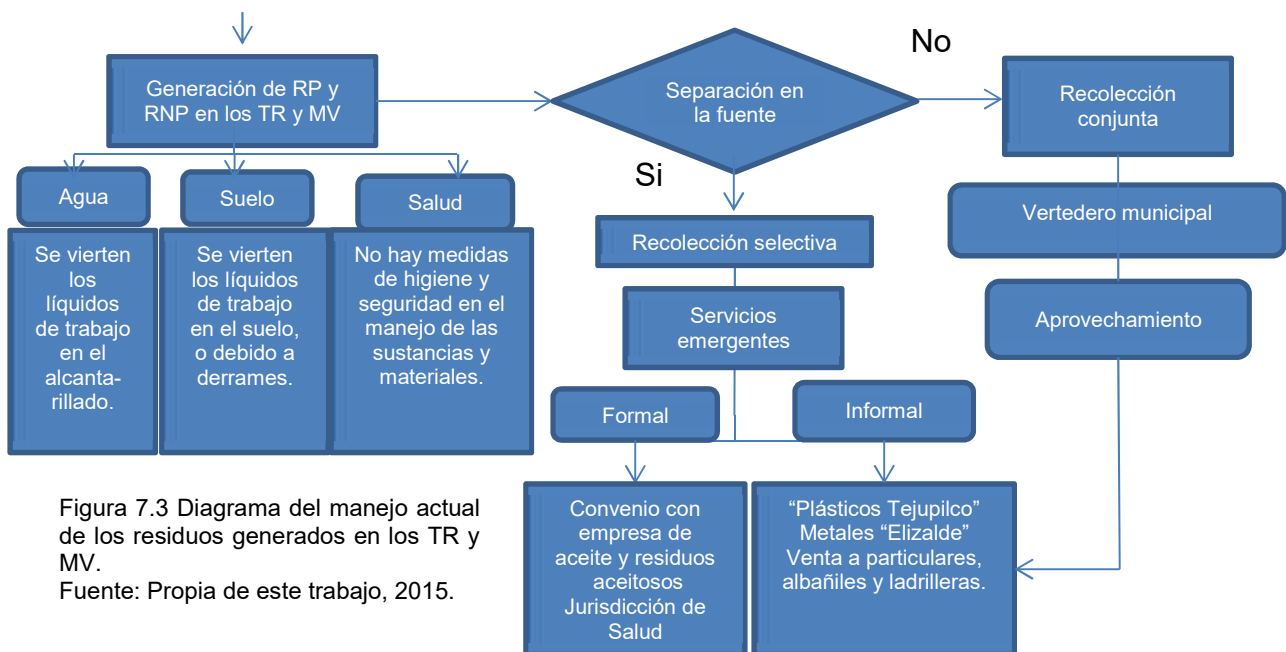 Generación de RP y
RNP en los TR y MV
Separación en
la fuente
No
Recolección
conjunta
Si
Agua
Suelo
Salud
Se vierten
los
líquidos
de trabajo
en el
alcanta-
rillado.
Se vierten
los líquidos
de trabajo
en el suelo,
o debido a
derrames.
No hay medidas
de higiene y
seguridad en el
manejo de las
sustancias y
materiales.
Recolección selectiva
Servicios
emergentes
Vertedero municipal
Aprovechamiento
Formal
Informal
Convenio con
empresa de
aceite y residuos
aceitosos
Jurisdicción de
Salud
“Plásticos Tejupilco”
Metales “Elizalde”
Venta a particulares,
albañiles y ladrilleras.
Figura 7.3 Diagrama del manejo actual
de los residuos generados en los TR y
MV.
Fuente: Propia de este trabajo, 2015.